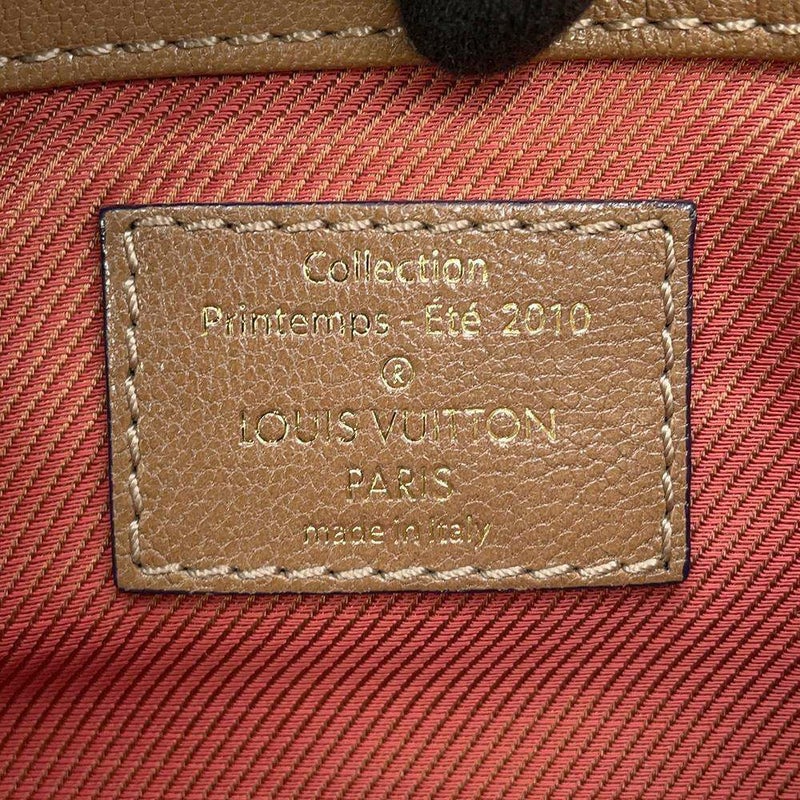 Collection
Printemps - Été 2010
®
LOUIS VUITTON
PARIS
made in Italy